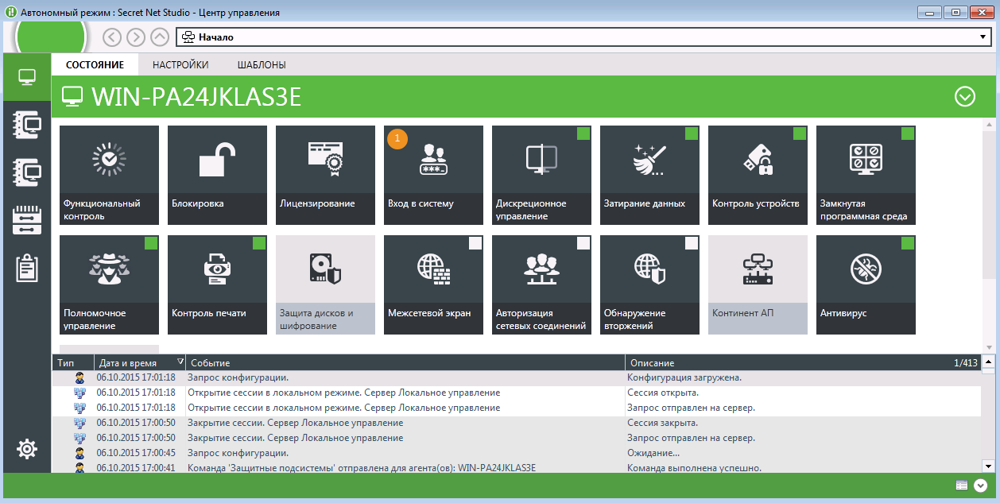 Автономный режим : Secret Net Studio - Центр управления
Начало
СОСТОЯНИЕ НАСТРОЙКИ ШАБЛОНЫ
WIN-PA24JKLAS3E
Функциональный
контроль
Блокировка
Лицензирование
1
***_
Вход в систему
Дискреционное
управление
Затирание данных
Контроль устройств
Замкнутая
программная среда
Полномочное
управление
Контроль печати
Защита дисков и
шифрование
Межсетевой экран
Авторизация
сетевых соединений
Обнаружение
вторжений
Континент АП
Антивирус
Тип Дата и время Событие Описание 1/413
06.10.2015 17:01:18 Запрос конфигурации. Конфигурация загружена.
06.10.2015 17:01:18 Открытие сессии в локальном режиме. Сервер Локальное управление Сессия открыта.
06.10.2015 17:01:18 Открытие сессии в локальном режиме. Сервер Локальное управление Запрос отправлен на сервер.
06.10.2015 17:00:50 Закрытие сессии. Сервер Локальное управление Сессия закрыта.
06.10.2015 17:00:50 Закрытие сессии. Сервер Локальное управление Запрос отправлен на сервер.
06.10.2015 17:00:45 Запрос конфигурации. Ожидание...
06.10.2015 17:00:41 Команда 'Защитные подсистемы' отправлена для агента(ов): WIN-PA24JKLAS3E Команда выполнена успешно.